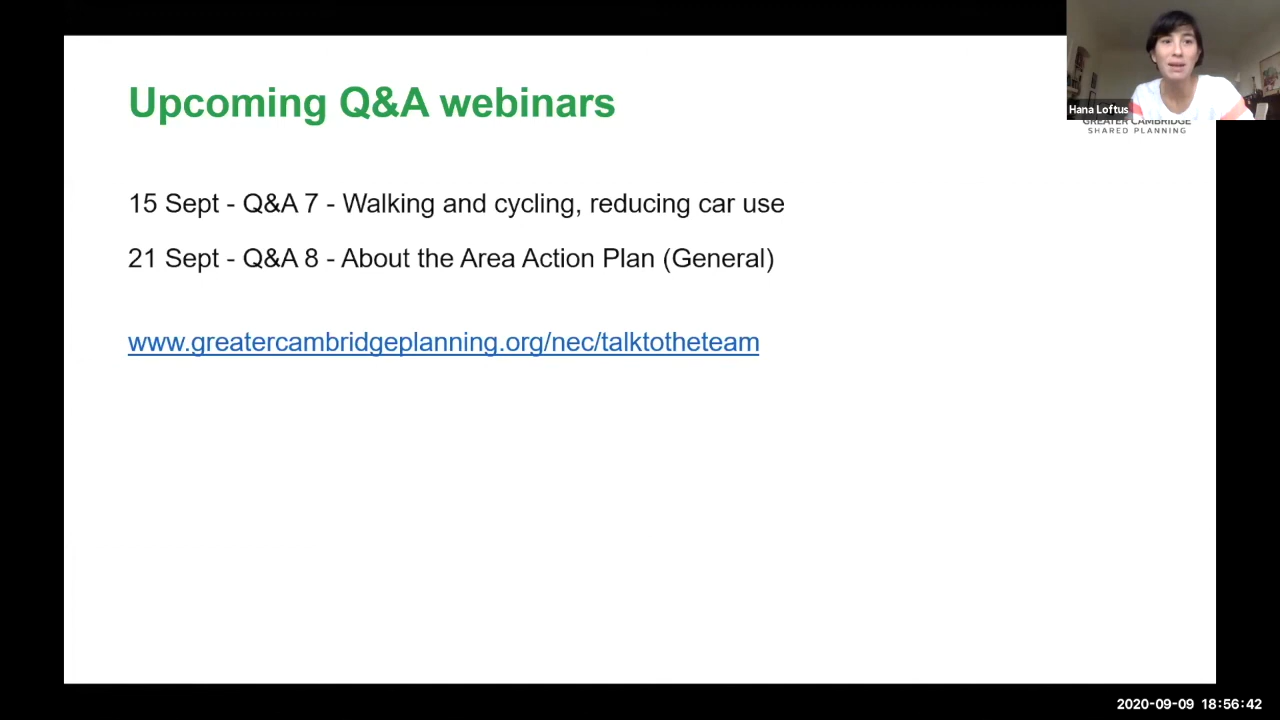 Upcoming Q&A webinars
Hana Loftus
GREATER CAMBRIDGE
SHARED PLANNING
15 Sept - Q&A 7 - Walking and cycling, reducing car use
21 Sept - Q&A 8 - About the Area Action Plan (General)
www.greatercambridgeplanning.org/nec/talktotheteam
2020-09-09 18:56:42